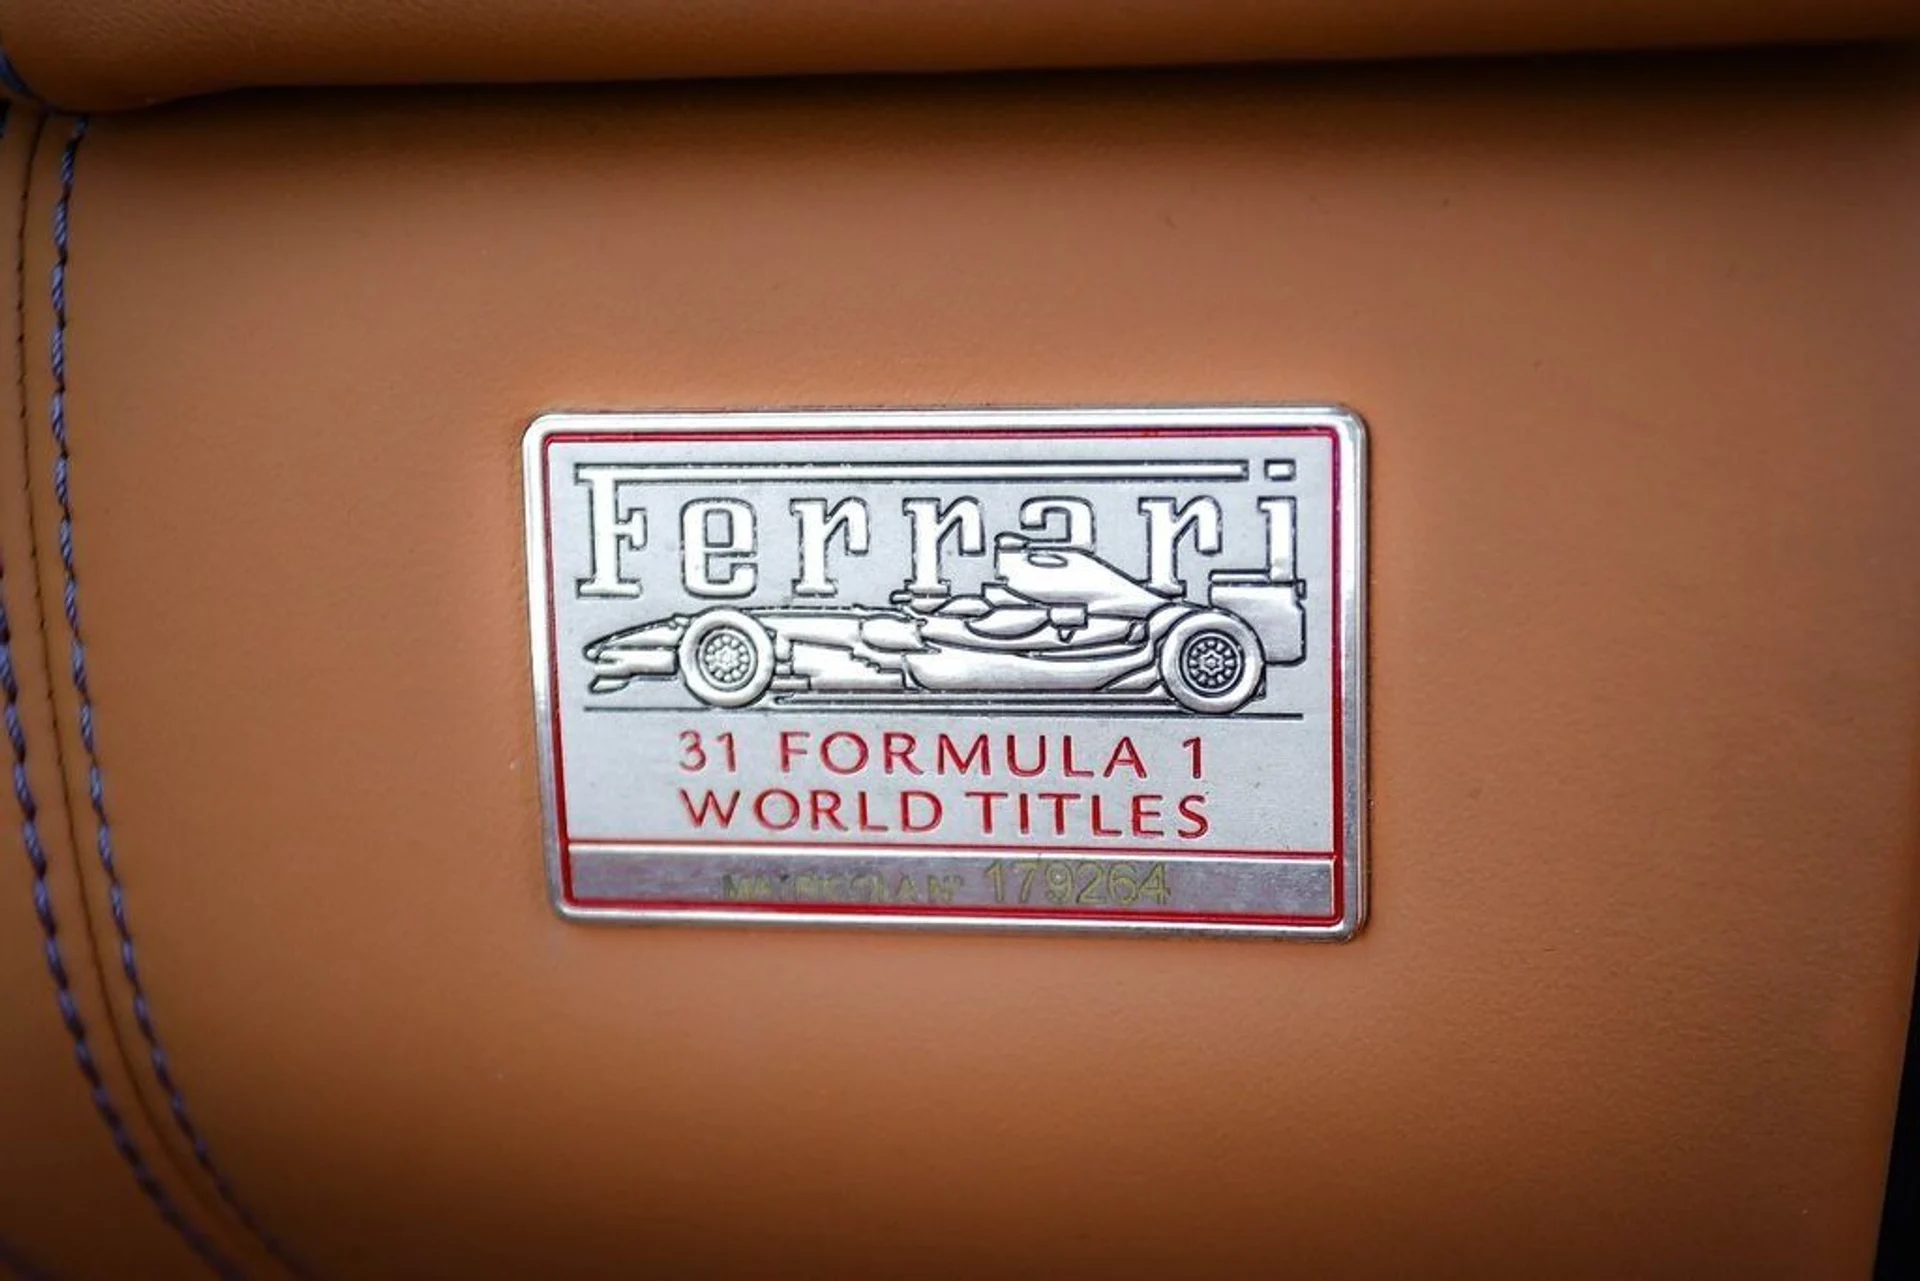 Ferrari
31 FORMULA 1
WORLD TITLES
179264